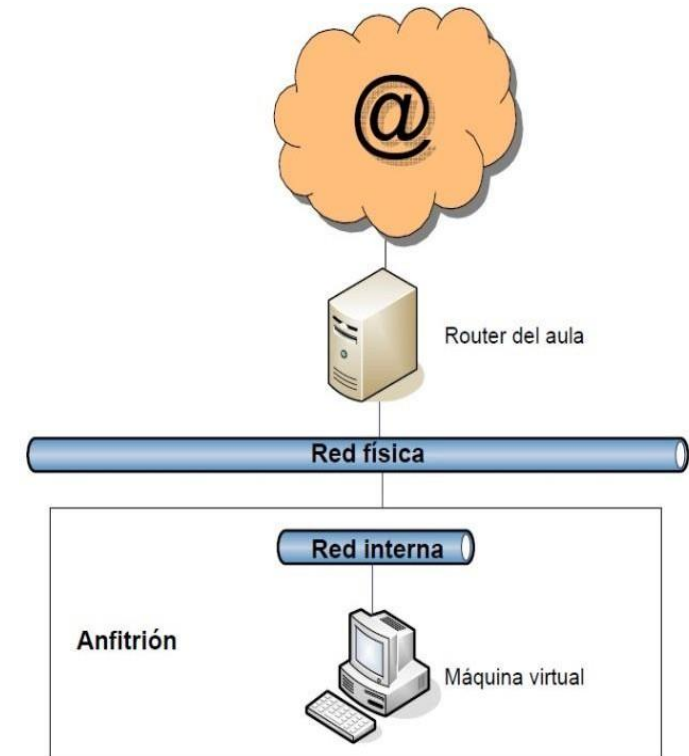 @
Router del aula
Red física
Red interna
Anfitrión
Máquina virtual